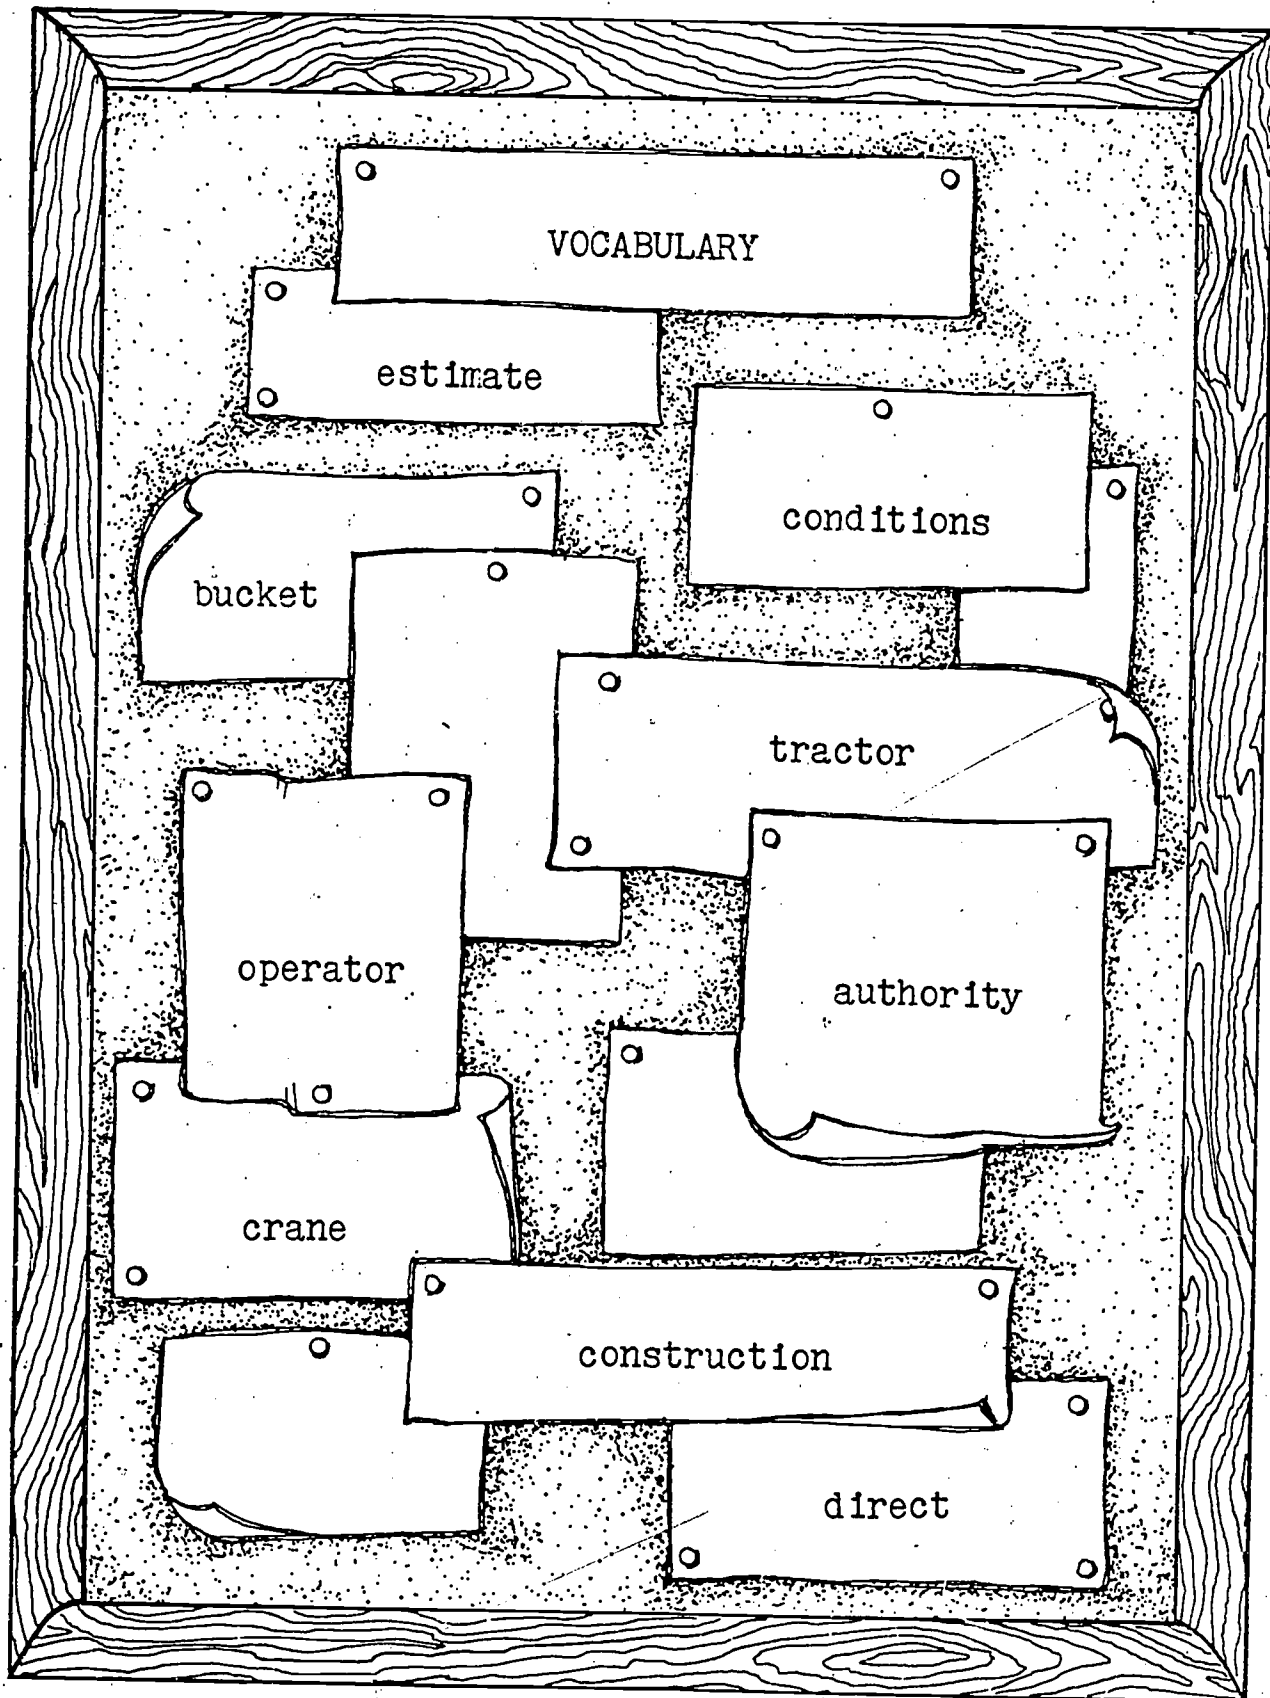 VOCABULARY
estimate
conditions
bucket
tractor
operator
authority
crane
construction
direct